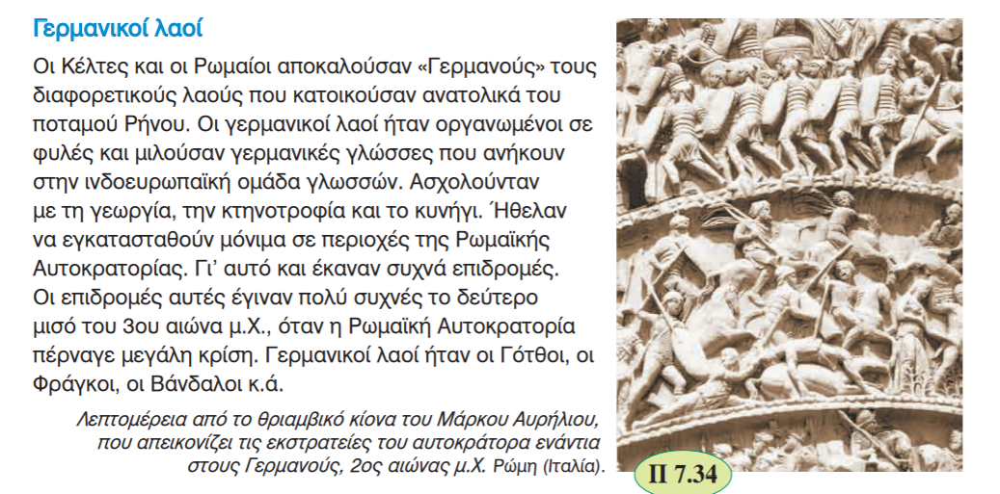 Γερμανικοί λαοί
Οι Κέλτες και οι Ρωμαίοι αποκαλούσαν «Γερμανούς» τους
διαφορετικούς λαούς που κατοικούσαν ανατολικά του
ποταμού Ρήνου. Οι γερμανικοί λαοί ήταν οργανωμένοι σε
φυλές και μιλούσαν γερμανικές γλώσσες που ανήκουν
στην ινδοευρωπαϊκή ομάδα γλωσσών. Ασχολούνταν
με τη γεωργία, την κτηνοτροφία και το κυνήγι. Ήθελαν
να εγκατασταθούν μόνιμα σε περιοχές της Ρωμαϊκής
Αυτοκρατορίας. Γι’ αυτό και έκαναν συχνά επιδρομές.
Οι επιδρομές αυτές έγιναν πολύ συχνές το δεύτερο
μισό του 3ου αιώνα μ.Χ., όταν η Ρωμαϊκή Αυτοκρατορία
πέρναγε μεγάλη κρίση. Γερμανικοί λαοί ήταν οι Γότθοι, οι
Φράγκοι, οι Βάνδαλοι κ.ά.
Λεπτομέρεια από το θριαμβικό κίονα του Μάρκου Αυρήλιου,
που απεικονίζει τις εκστρατείες του αυτοκράτορα ενάντια
στους Γερμανούς, 2ος αιώνας μ.Χ. Ρώμη (Ιταλία).
Π 7.34